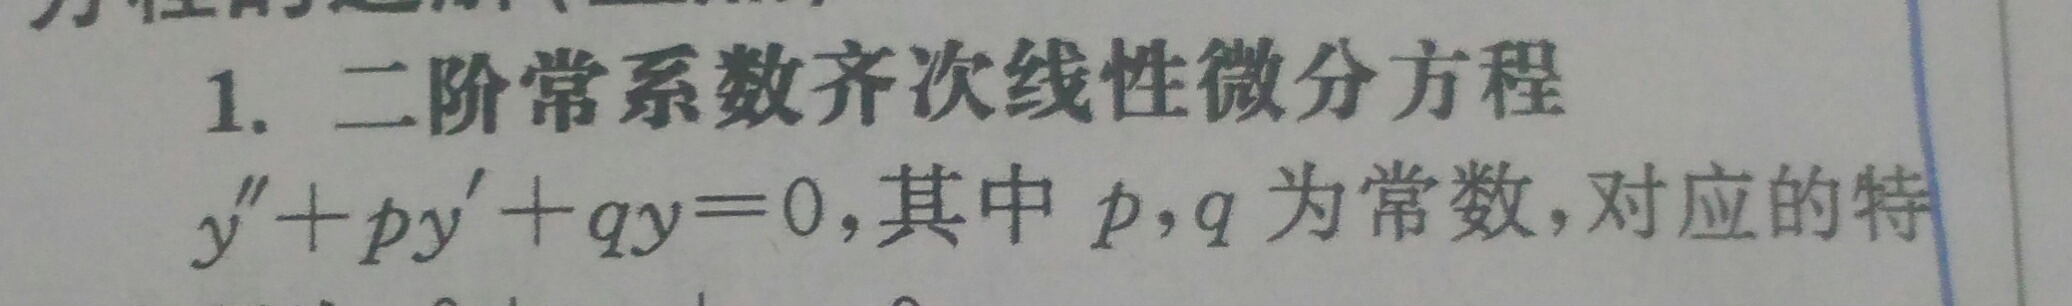 1. 二阶常系数齐次线性微分方程
y″+py′+qy=0,其中 p,q 为常数,对应的特